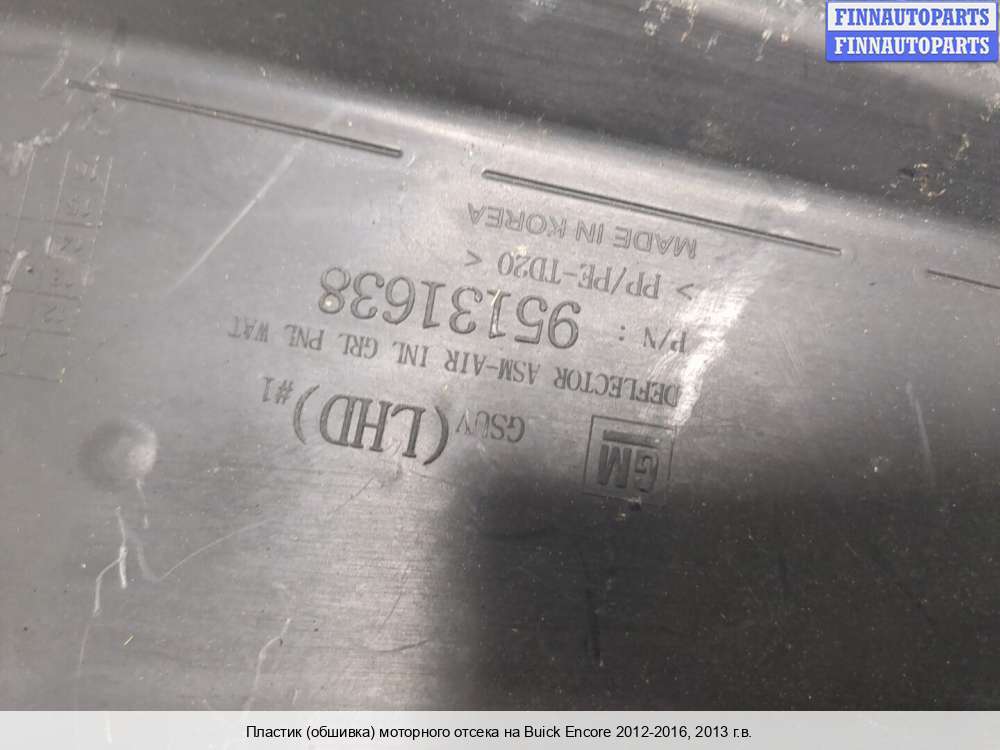 FINNAUTOPARTS
FINNAUTOPARTS
GM
GSUV (LHD) #1
DEFLECTOR ASM-AIR INL GRL PNL WAT
P/N : 95131638
> PP/PE-TD20 <
MADE IN KOREA
Пластик (обшивка) моторного отсека на Buick Encore 2012-2016, 2013 г.в.